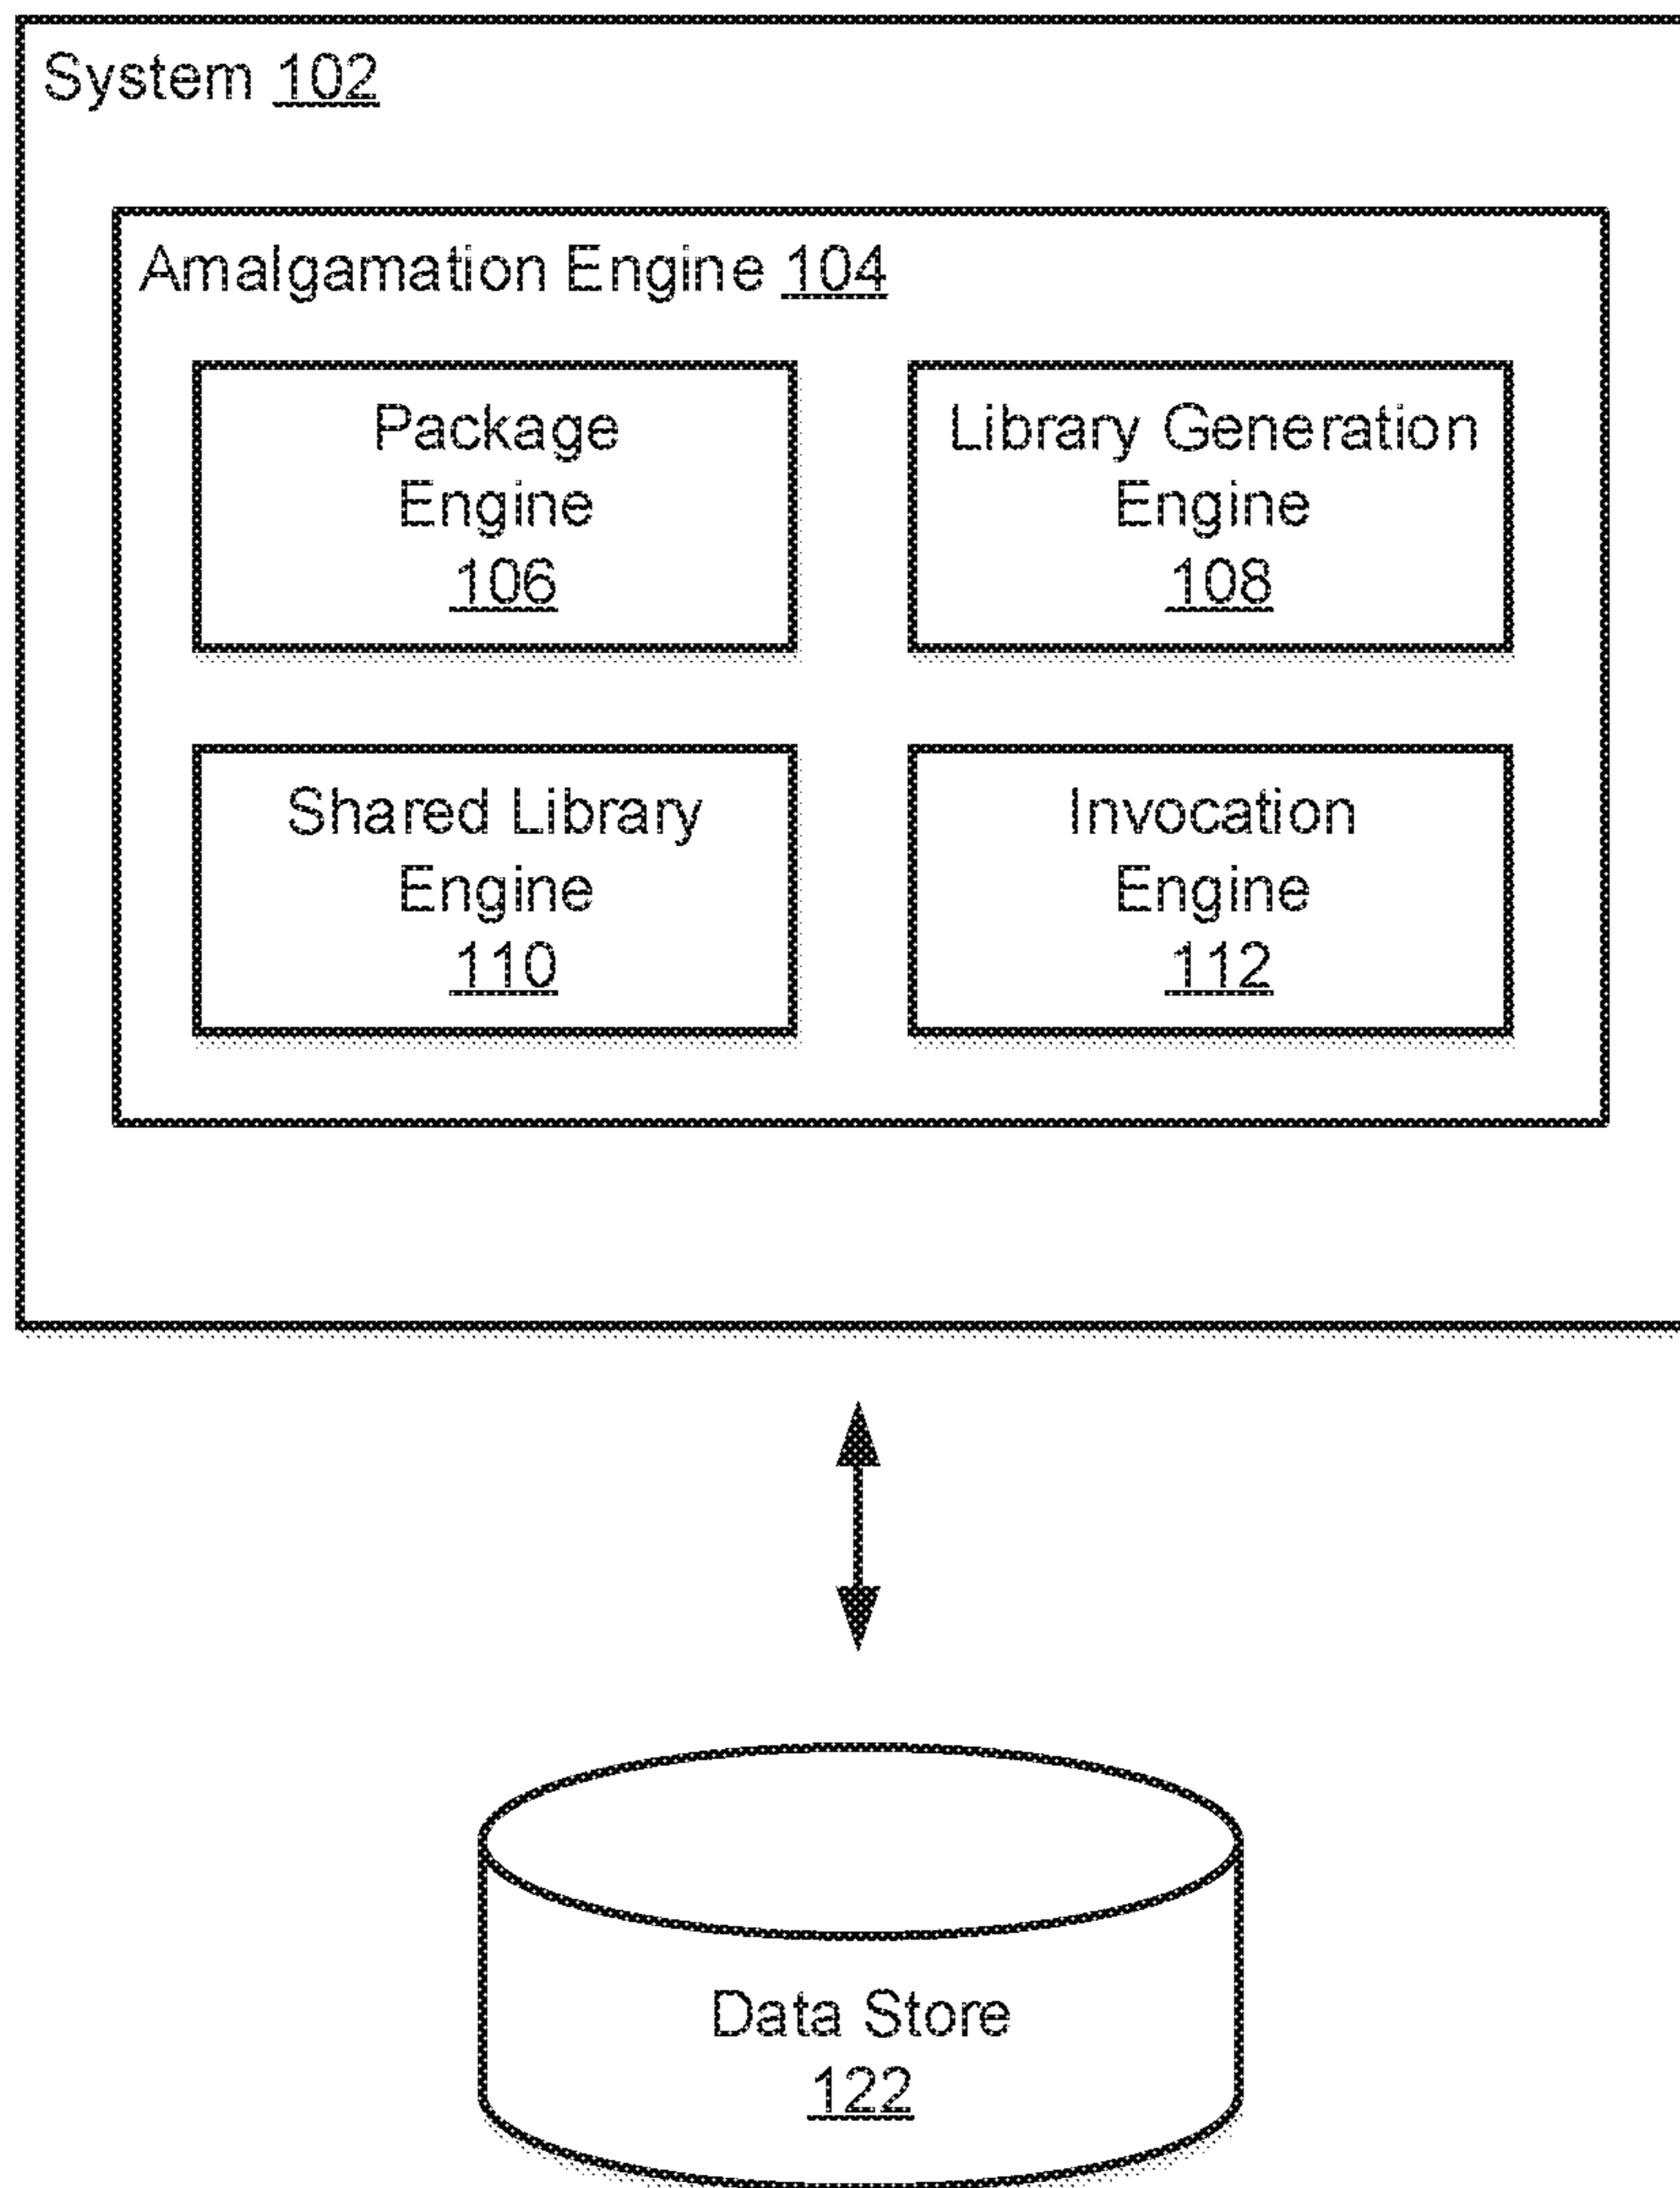 System 102
Amalgamation Engine 104
Package
Engine
106
Library Generation
Engine
108
Shared Library
Engine
110
Invocation
Engine
112
Data Store
122